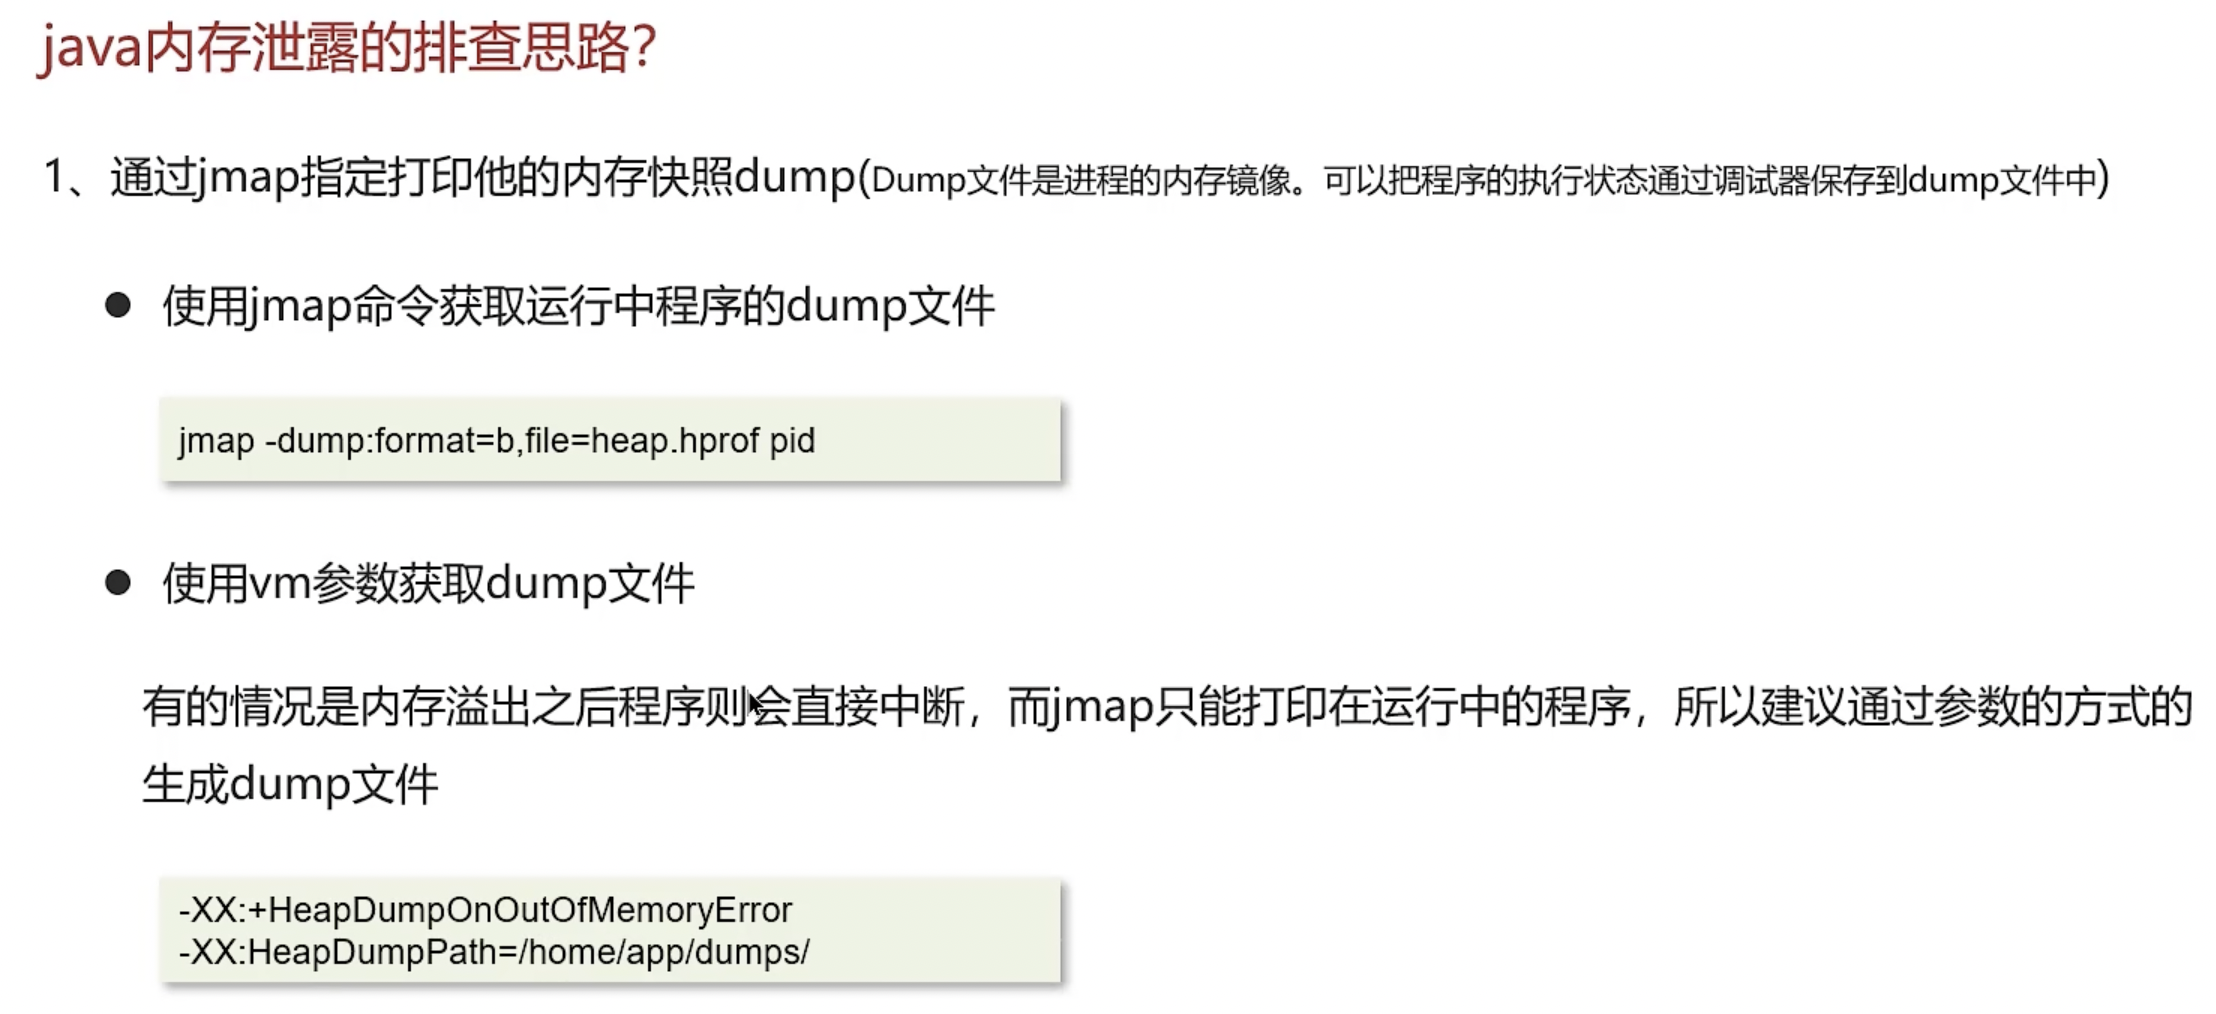 java内存泄露的排查思路?
1、通过jmap指定打印他的内存快照dump(Dump文件是进程的内存镜像。可以把程序的执行状态通过调试器保存到dump文件中)
● 使用jmap命令获取运行中程序的dump文件
jmap -dump:format=b,file=heap.hprof pid
● 使用vm参数获取dump文件
有的情况是内存溢出之后程序则会直接中断，而jmap只能打印在运行中的程序，所以建议通过参数的方式的
生成dump文件
-XX:+HeapDumpOnOutOfMemoryError
-XX:HeapDumpPath=/home/app/dumps/